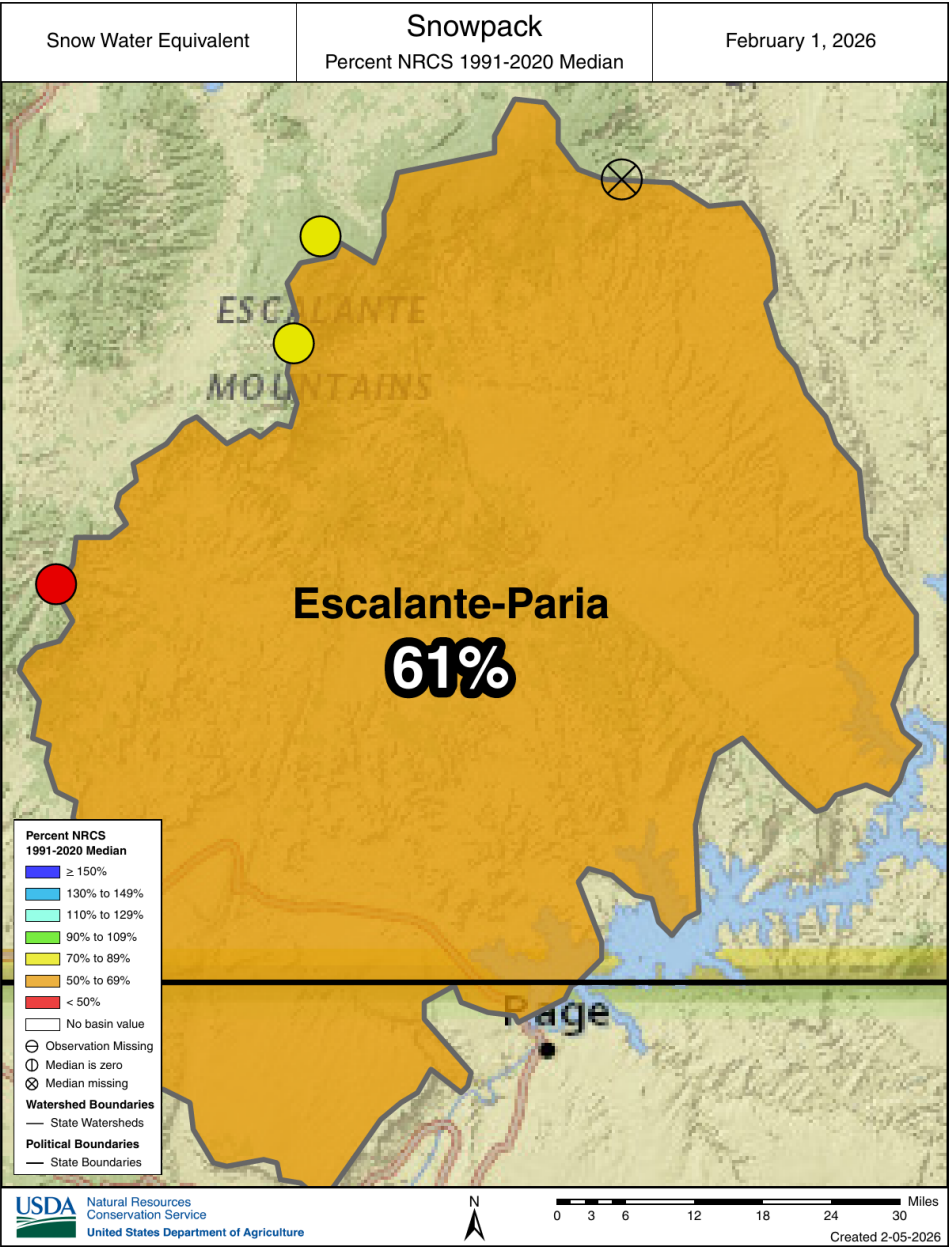 Snow Water Equivalent
Snowpack
Percent NRCS 1991-2020 Median
February 1, 2026
ESCALANTE
MOUNTAINS
Escalante-Paria
61%
Page
Percent NRCS
1991-2020 Median
≥ 150%
130% to 149%
110% to 129%
90% to 109%
70% to 89%
50% to 69%
< 50%
No basin value
Observation Missing
Median is zero
Median missing
Watershed Boundaries
State Watersheds
Political Boundaries
State Boundaries
USDA
Natural Resources
Conservation Service
United States Department of Agriculture
N
Miles
0 3 6 12 18 24 30
Created 2-05-2026